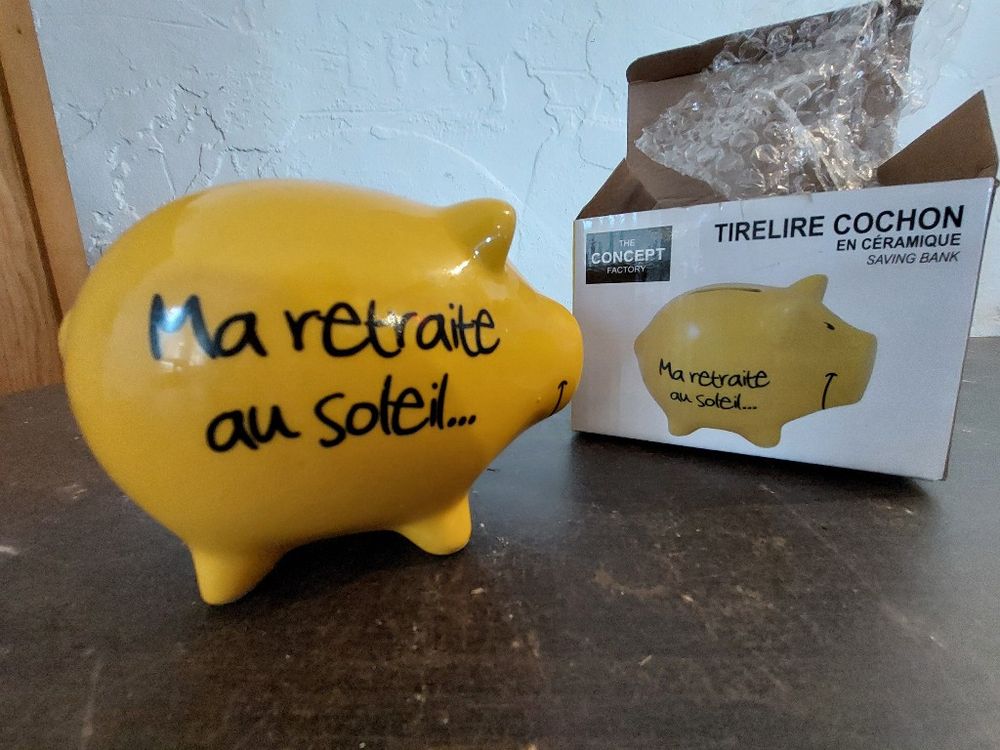 Ma retraite
au soleil...
THE
CONCEPT
FACTORY
TIRELIRE COCHON
EN CÉRAMIQUE
SAVING BANK
Ma retraite
au soleil...